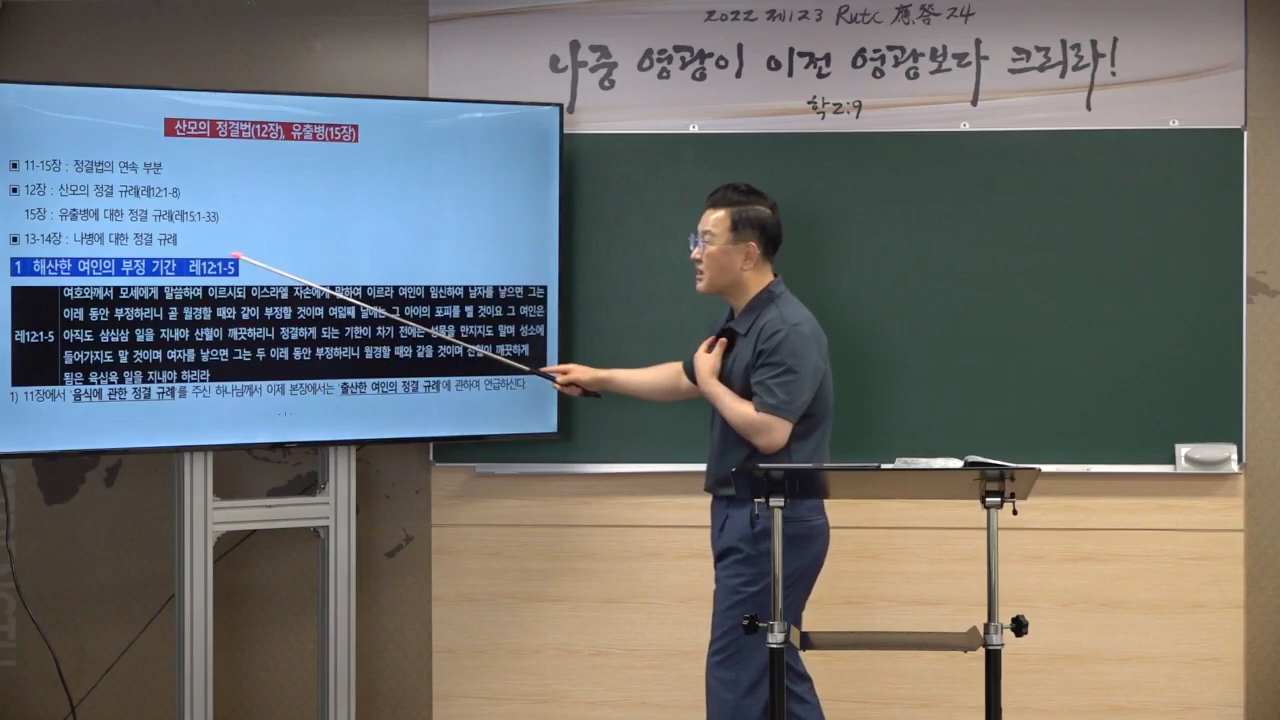 2022 제123 Rutc 應答 24
나중 영광이 이전 영광보다 크리라!
학2:9
산모의 정결법(12장), 유출병(15장)
▣ 11-15장 : 정결법의 연속 부분
▣ 12장 : 산모의 정결 규례(레12:1-8)
15장 : 유출병에 대한 정결 규례(레15:1-33)
▣ 13-14장 : 나병에 대한 정결 규례
1 해산한 여인의 부정 기간 레12:1-5
레12:1-5
여호와께서 모세에게 말씀하여 이르시되 이스라엘 자손에게 말하여 이르라 여인이 임신하여 남자를 낳으면 그는
이레 동안 부정하리니 곧 월경할 때와 같이 부정할 것이며 여덟째 날에는 그 아이의 포피를 벨 것이요 그 여인은
아직도 삼십삼 일을 지내야 산혈이 깨끗하리니 정결하게 되는 기한이 차기 전에는 성물을 만지지도 말며 성소에
들어가지도 말 것이며 여자를 낳으면 그는 두 이레 동안 부정하리니 월경할 때와 같을 것이며 산혈이 깨끗하게
됨은 육십육 일을 지내야 하리라
1) 11장에서 '음식에 관한 정결 규례'를 주신 하나님께서 이제 본장에서는 '출산한 여인의 정결 규례'에 관하여 언급하신다.
- 1 -